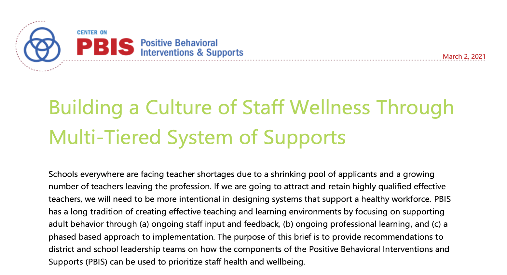 CENTER ON
PBIS
Positive Behavioral
Interventions & Supports
March 2, 2021
Building a Culture of Staff Wellness Through
Multi-Tiered System of Supports
Schools everywhere are facing teacher shortages due to a shrinking pool of applicants and a growing
number of teachers leaving the profession. If we are going to attract and retain highly qualified effective
teachers, we will need to be more intentional in designing systems that support a healthy workforce. PBIS
has a long tradition of creating effective teaching and learning environments by focusing on supporting
adult behavior through (a) ongoing staff input and feedback, (b) ongoing professional learning, and (c) a
phased based approach to implementation. The purpose of this brief is to provide recommendations to
district and school leadership teams on how the components of the Positive Behavioral Interventions and
Supports (PBIS) can be used to prioritize staff health and wellbeing.